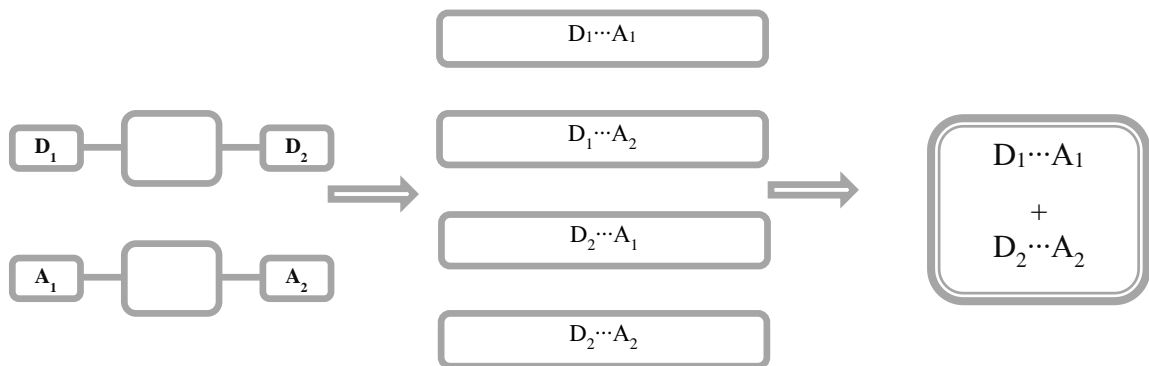 D₁ D₂
A₁ A₂
D₁···A₁
D₁···A₂
D₂···A₁
D₂···A₂
D₁···A₁
+
D₂···A₂